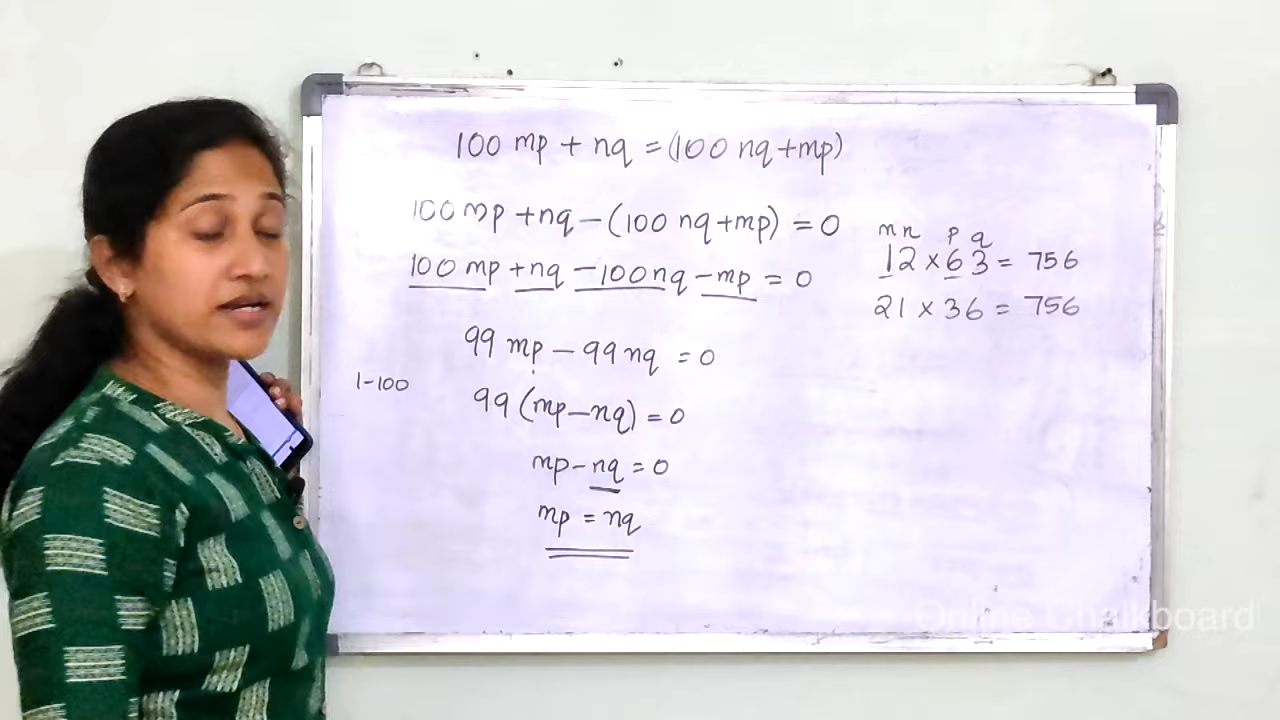 100 mp + nq = (100 nq + mp)
100 mp + nq - (100 nq + mp) = 0
100 mp + nq - 100 nq - mp = 0
99 mp - 99 nq = 0
1-100
99 (mp - nq) = 0
mp - nq = 0
mp = nq
m n p q
12 × 63 = 756
21 × 36 = 756
Online Chalkboard